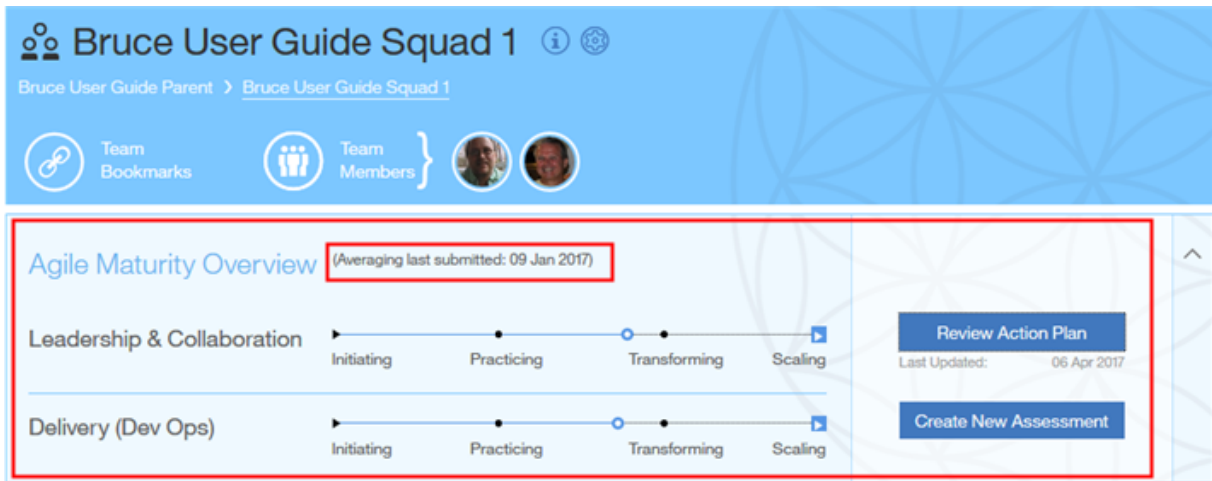 Bruce User Guide Squad 1
Bruce User Guide Parent > Bruce User Guide Squad 1
Team
Bookmarks
Team
Members
Agile Maturity Overview (Averaging last submitted: 09 Jan 2017)
Leadership & Collaboration
Initiating Practicing Transforming Scaling
Review Action Plan
Last Updated: 06 Apr 2017
Delivery (Dev Ops)
Initiating Practicing Transforming Scaling
Create New Assessment